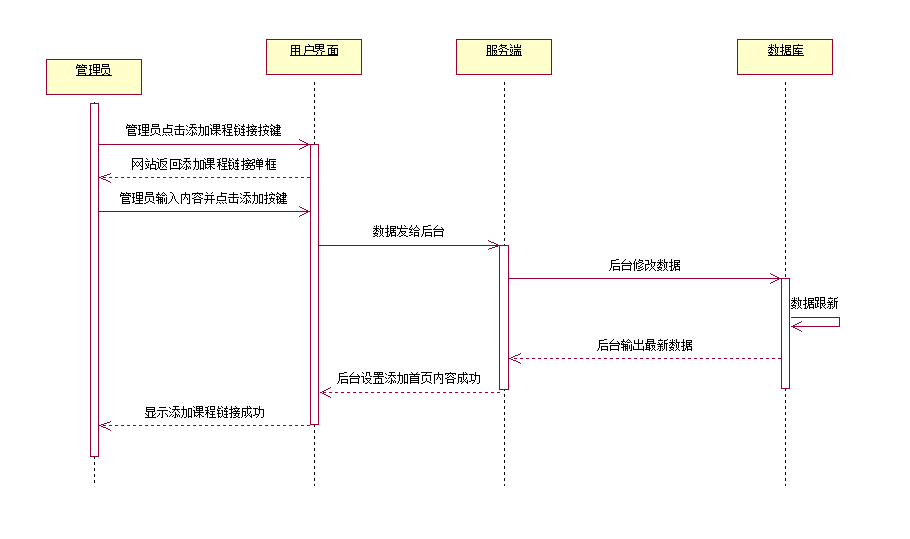 用户界面
服务端
数据库
管理员
管理员点击添加课程链接按键
网站返回添加课程链接弹框
管理员输入内容并点击添加按键
数据发给后台
后台修改数据
数据跟新
后台输出最新数据
后台设置添加首页内容成功
显示添加课程链接成功